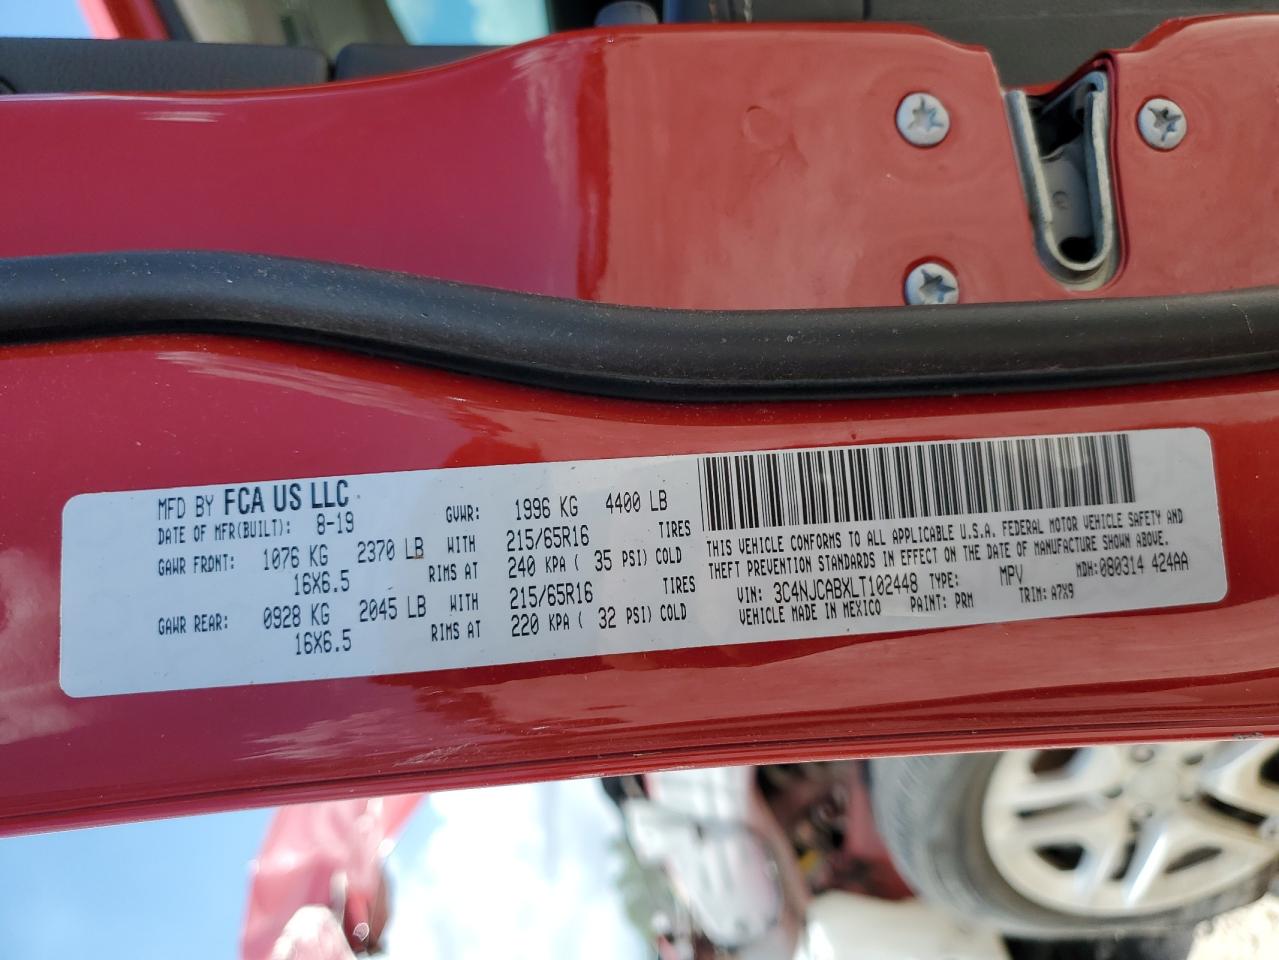 MFD BY FCA US LLC
DATE OF MFR(BUILT): 8-19 GVWR: 1996 KG 4400 LB
GAWR FRONT: 1076 KG 2370 LB WITH 215/65R16 TIRES
16X6.5 RIMS AT 240 KPA ( 35 PSI) COLD
GAWR REAR: 0928 KG 2045 LB WITH 215/65R16 TIRES
16X6.5 RIMS AT 220 KPA ( 32 PSI) COLD
THIS VEHICLE CONFORMS TO ALL APPLICABLE U.S.A. FEDERAL MOTOR VEHICLE SAFETY AND
THEFT PREVENTION STANDARDS IN EFFECT ON THE DATE OF MANUFACTURE SHOWN ABOVE.
VIN: 3C4NJCABXLT102448 TYPE: MPV MDH: 080314 424AA
VEHICLE MADE IN MEXICO PAINT: PRM TRIM: A7X9